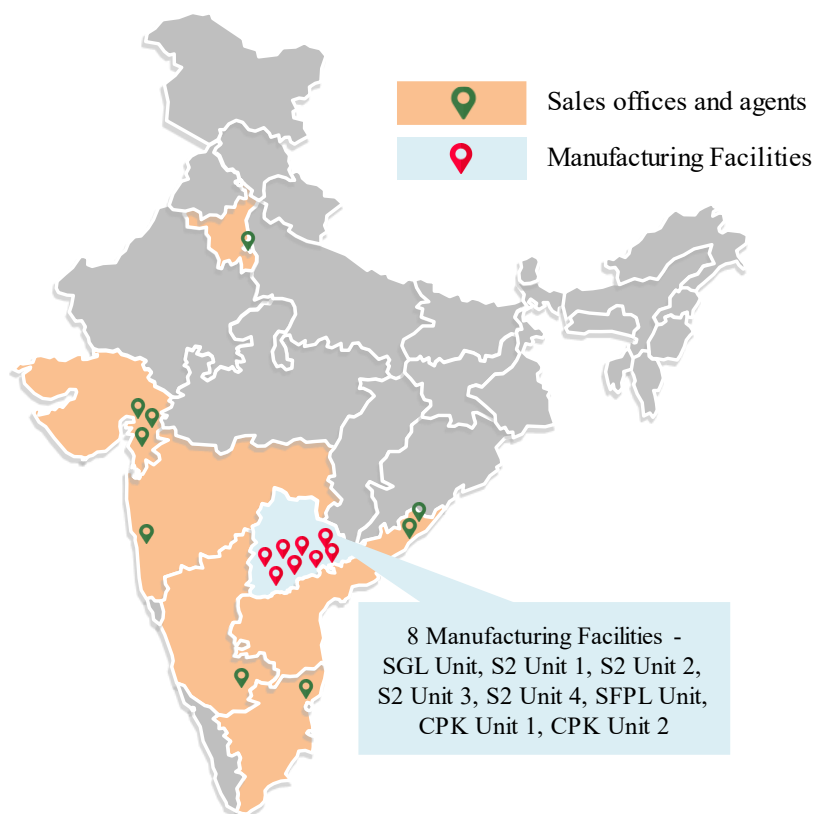 Sales offices and agents
Manufacturing Facilities
8 Manufacturing Facilities -
SGL Unit, S2 Unit 1, S2 Unit 2,
S2 Unit 3, S2 Unit 4, SFPL Unit,
CPK Unit 1, CPK Unit 2